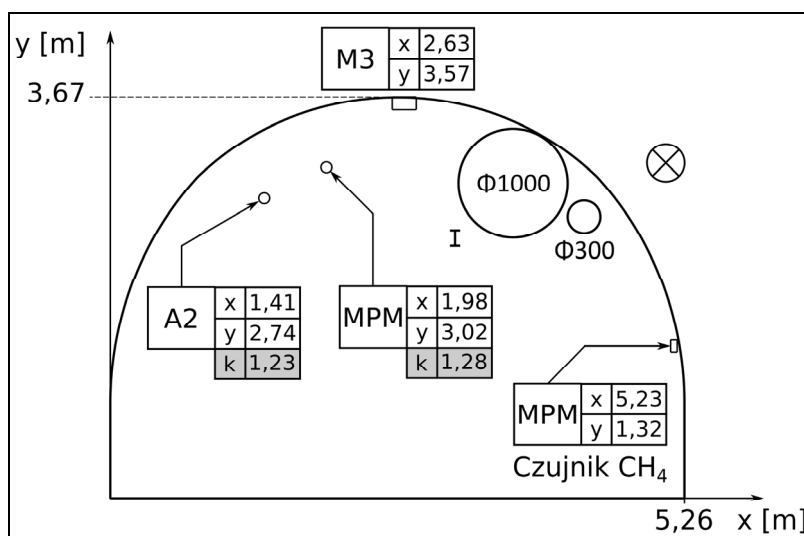 y [m]
3,67
M3 x 2,63
y 3,57
Φ1000
Φ300
I
A2 x 1,41
y 2,74
k 1,23
MPM x 1,98
y 3,02
k 1,28
MPM x 5,23
y 1,32
Czujnik CH₄
5,26 x [m]